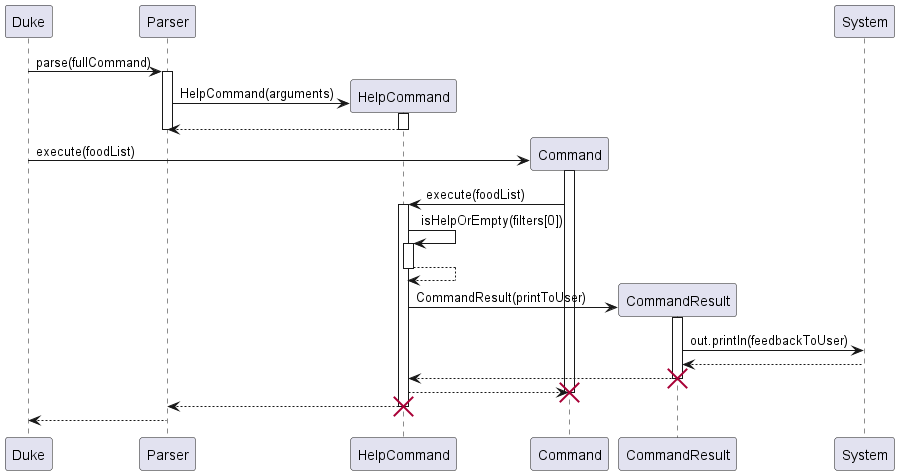 Duke
Parser
System
parse(fullCommand)
HelpCommand
HelpCommand(arguments)
execute(foodList)
Command
execute(foodList)
isHelpOrEmpty(filters[0])
CommandResult
CommandResult(printToUser)
out.println(feedbackToUser)
Duke
Parser
HelpCommand
Command
CommandResult
System